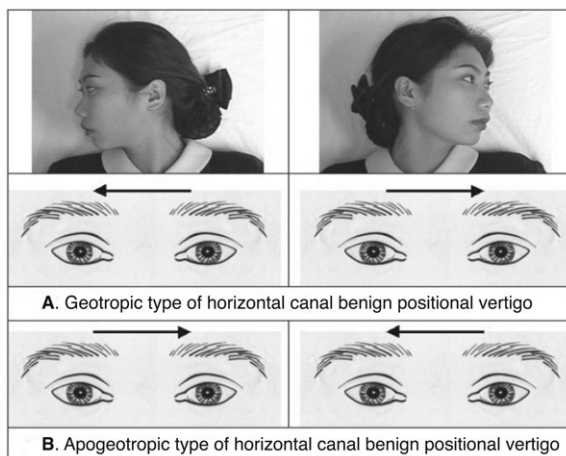 A. Geotropic type of horizontal canal benign positional vertigo
B. Apogeotropic type of horizontal canal benign positional vertigo